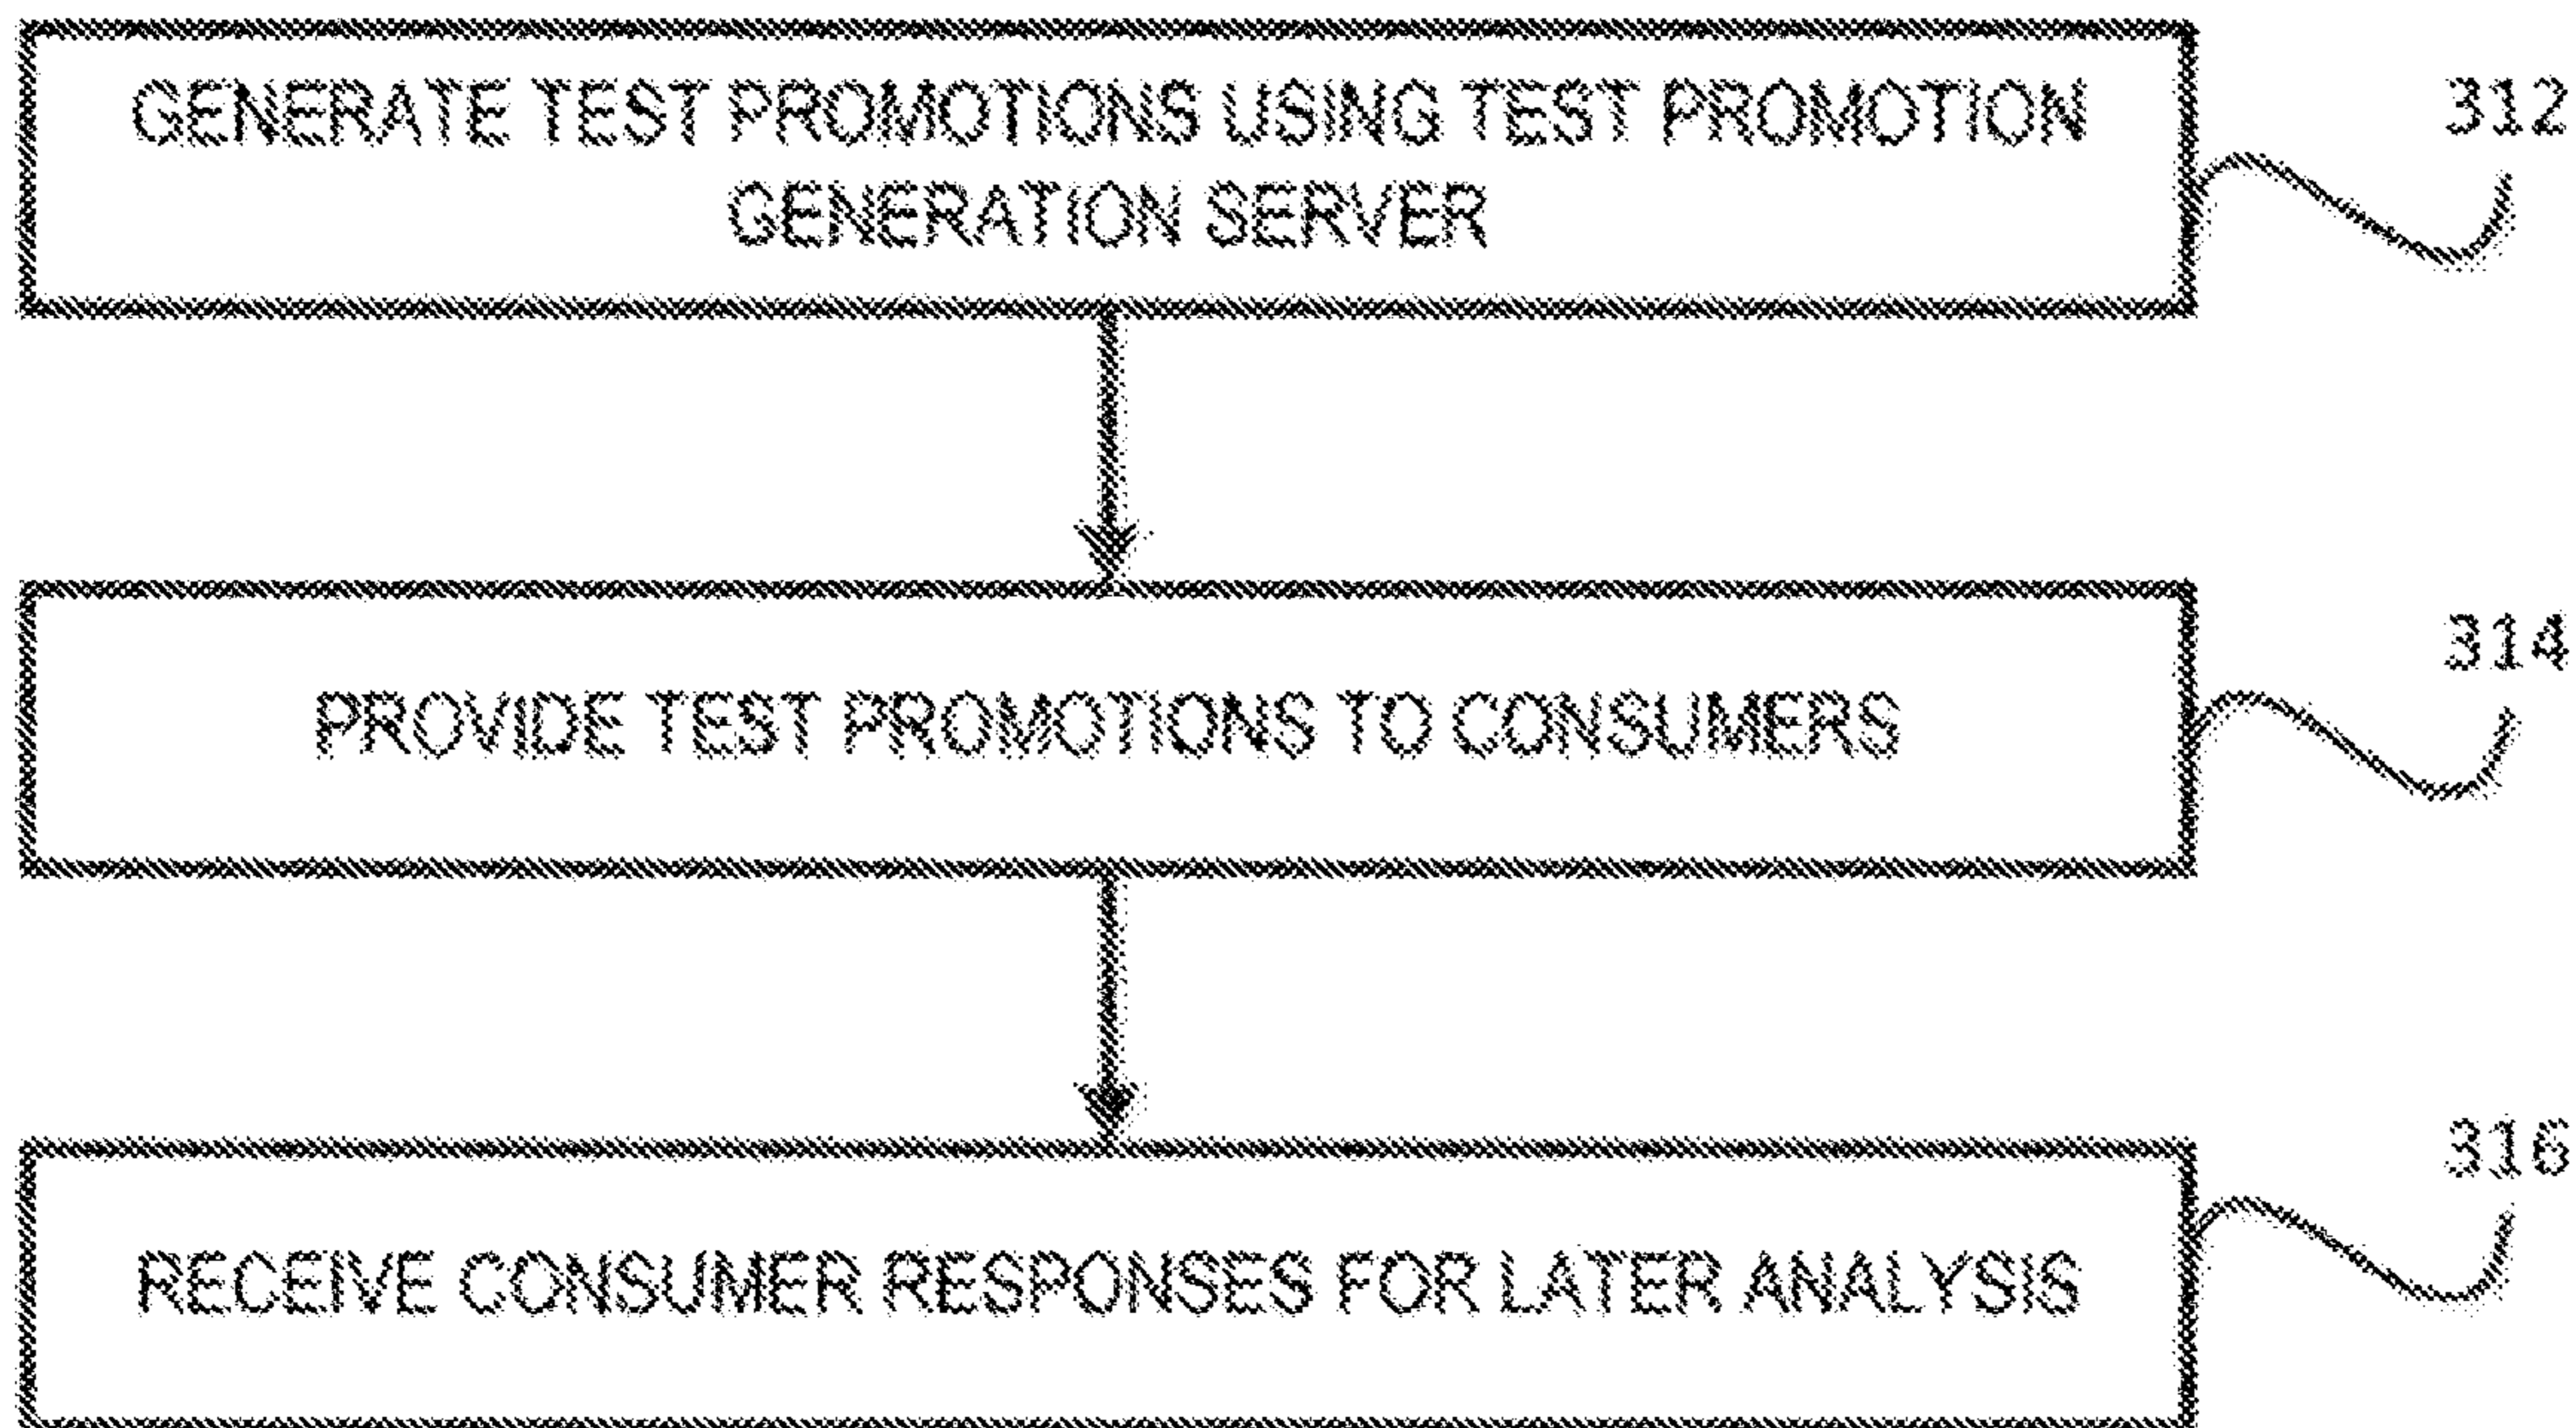 GENERATE TEST PROMOTIONS USING TEST PROMOTION
GENERATION SERVER
312
PROVIDE TEST PROMOTIONS TO CONSUMERS
314
RECEIVE CONSUMER RESPONSES FOR LATER ANALYSIS
316